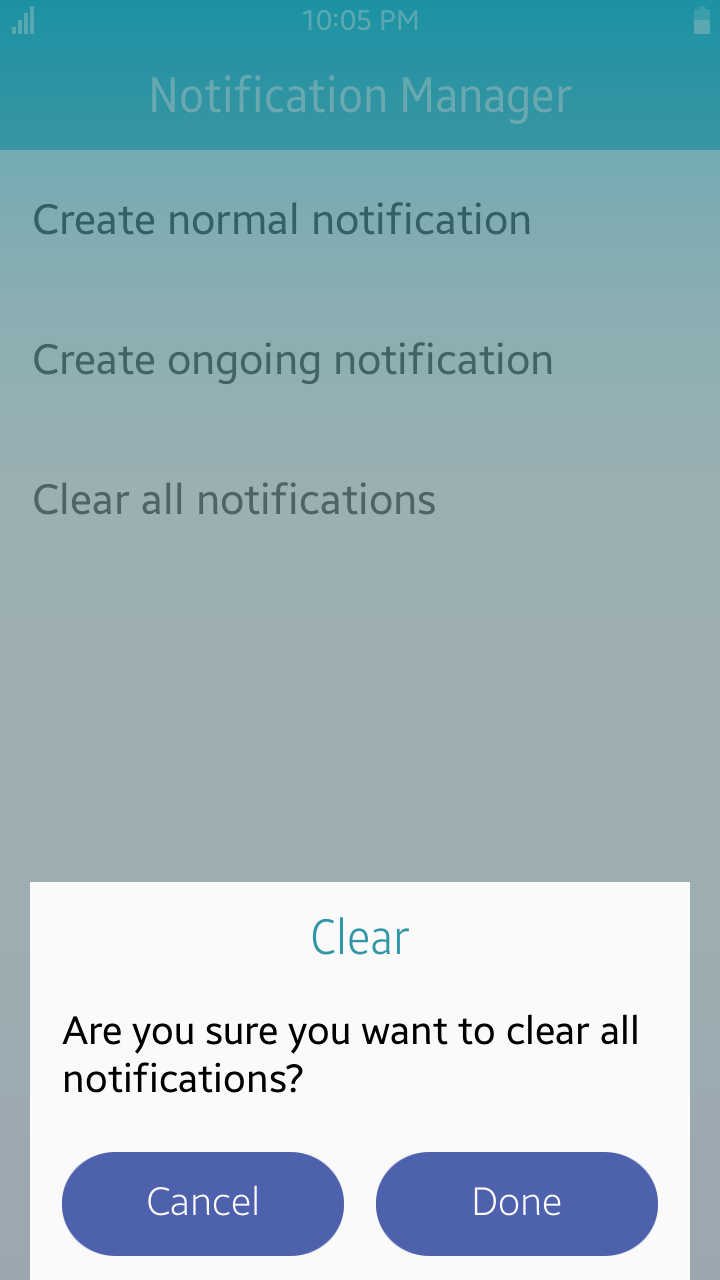 10:05 PM
Notification Manager
Create normal notification
Create ongoing notification
Clear all notifications
Clear
Are you sure you want to clear all
notifications?
Cancel
Done